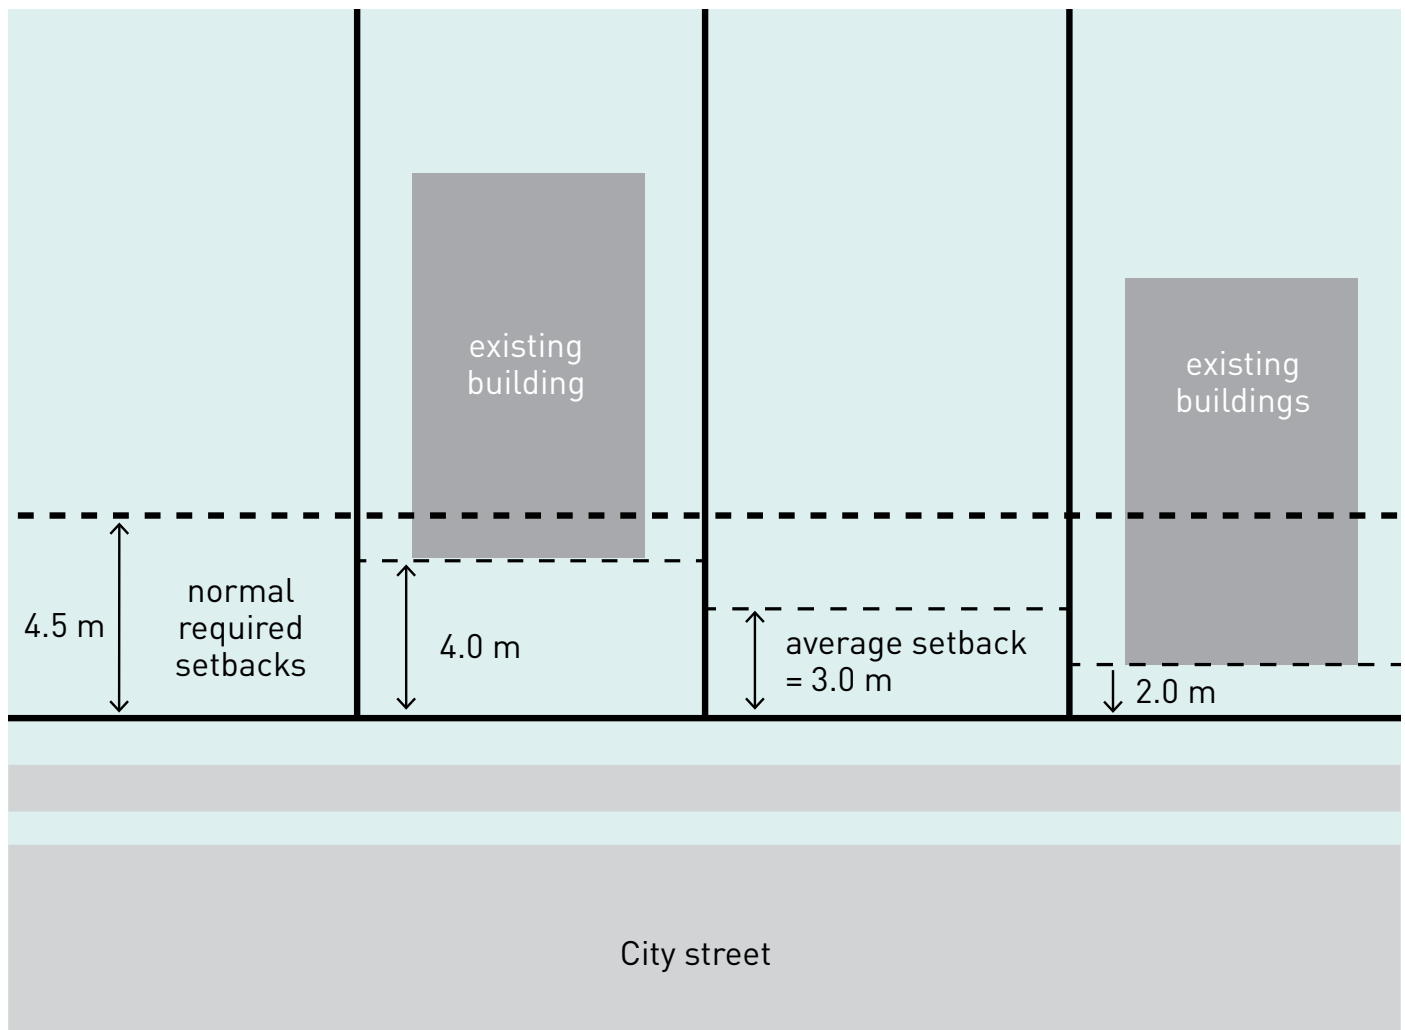 existing
building
existing
buildings
4.5 m
normal
required
setbacks
4.0 m
average setback
= 3.0 m
2.0 m
City street